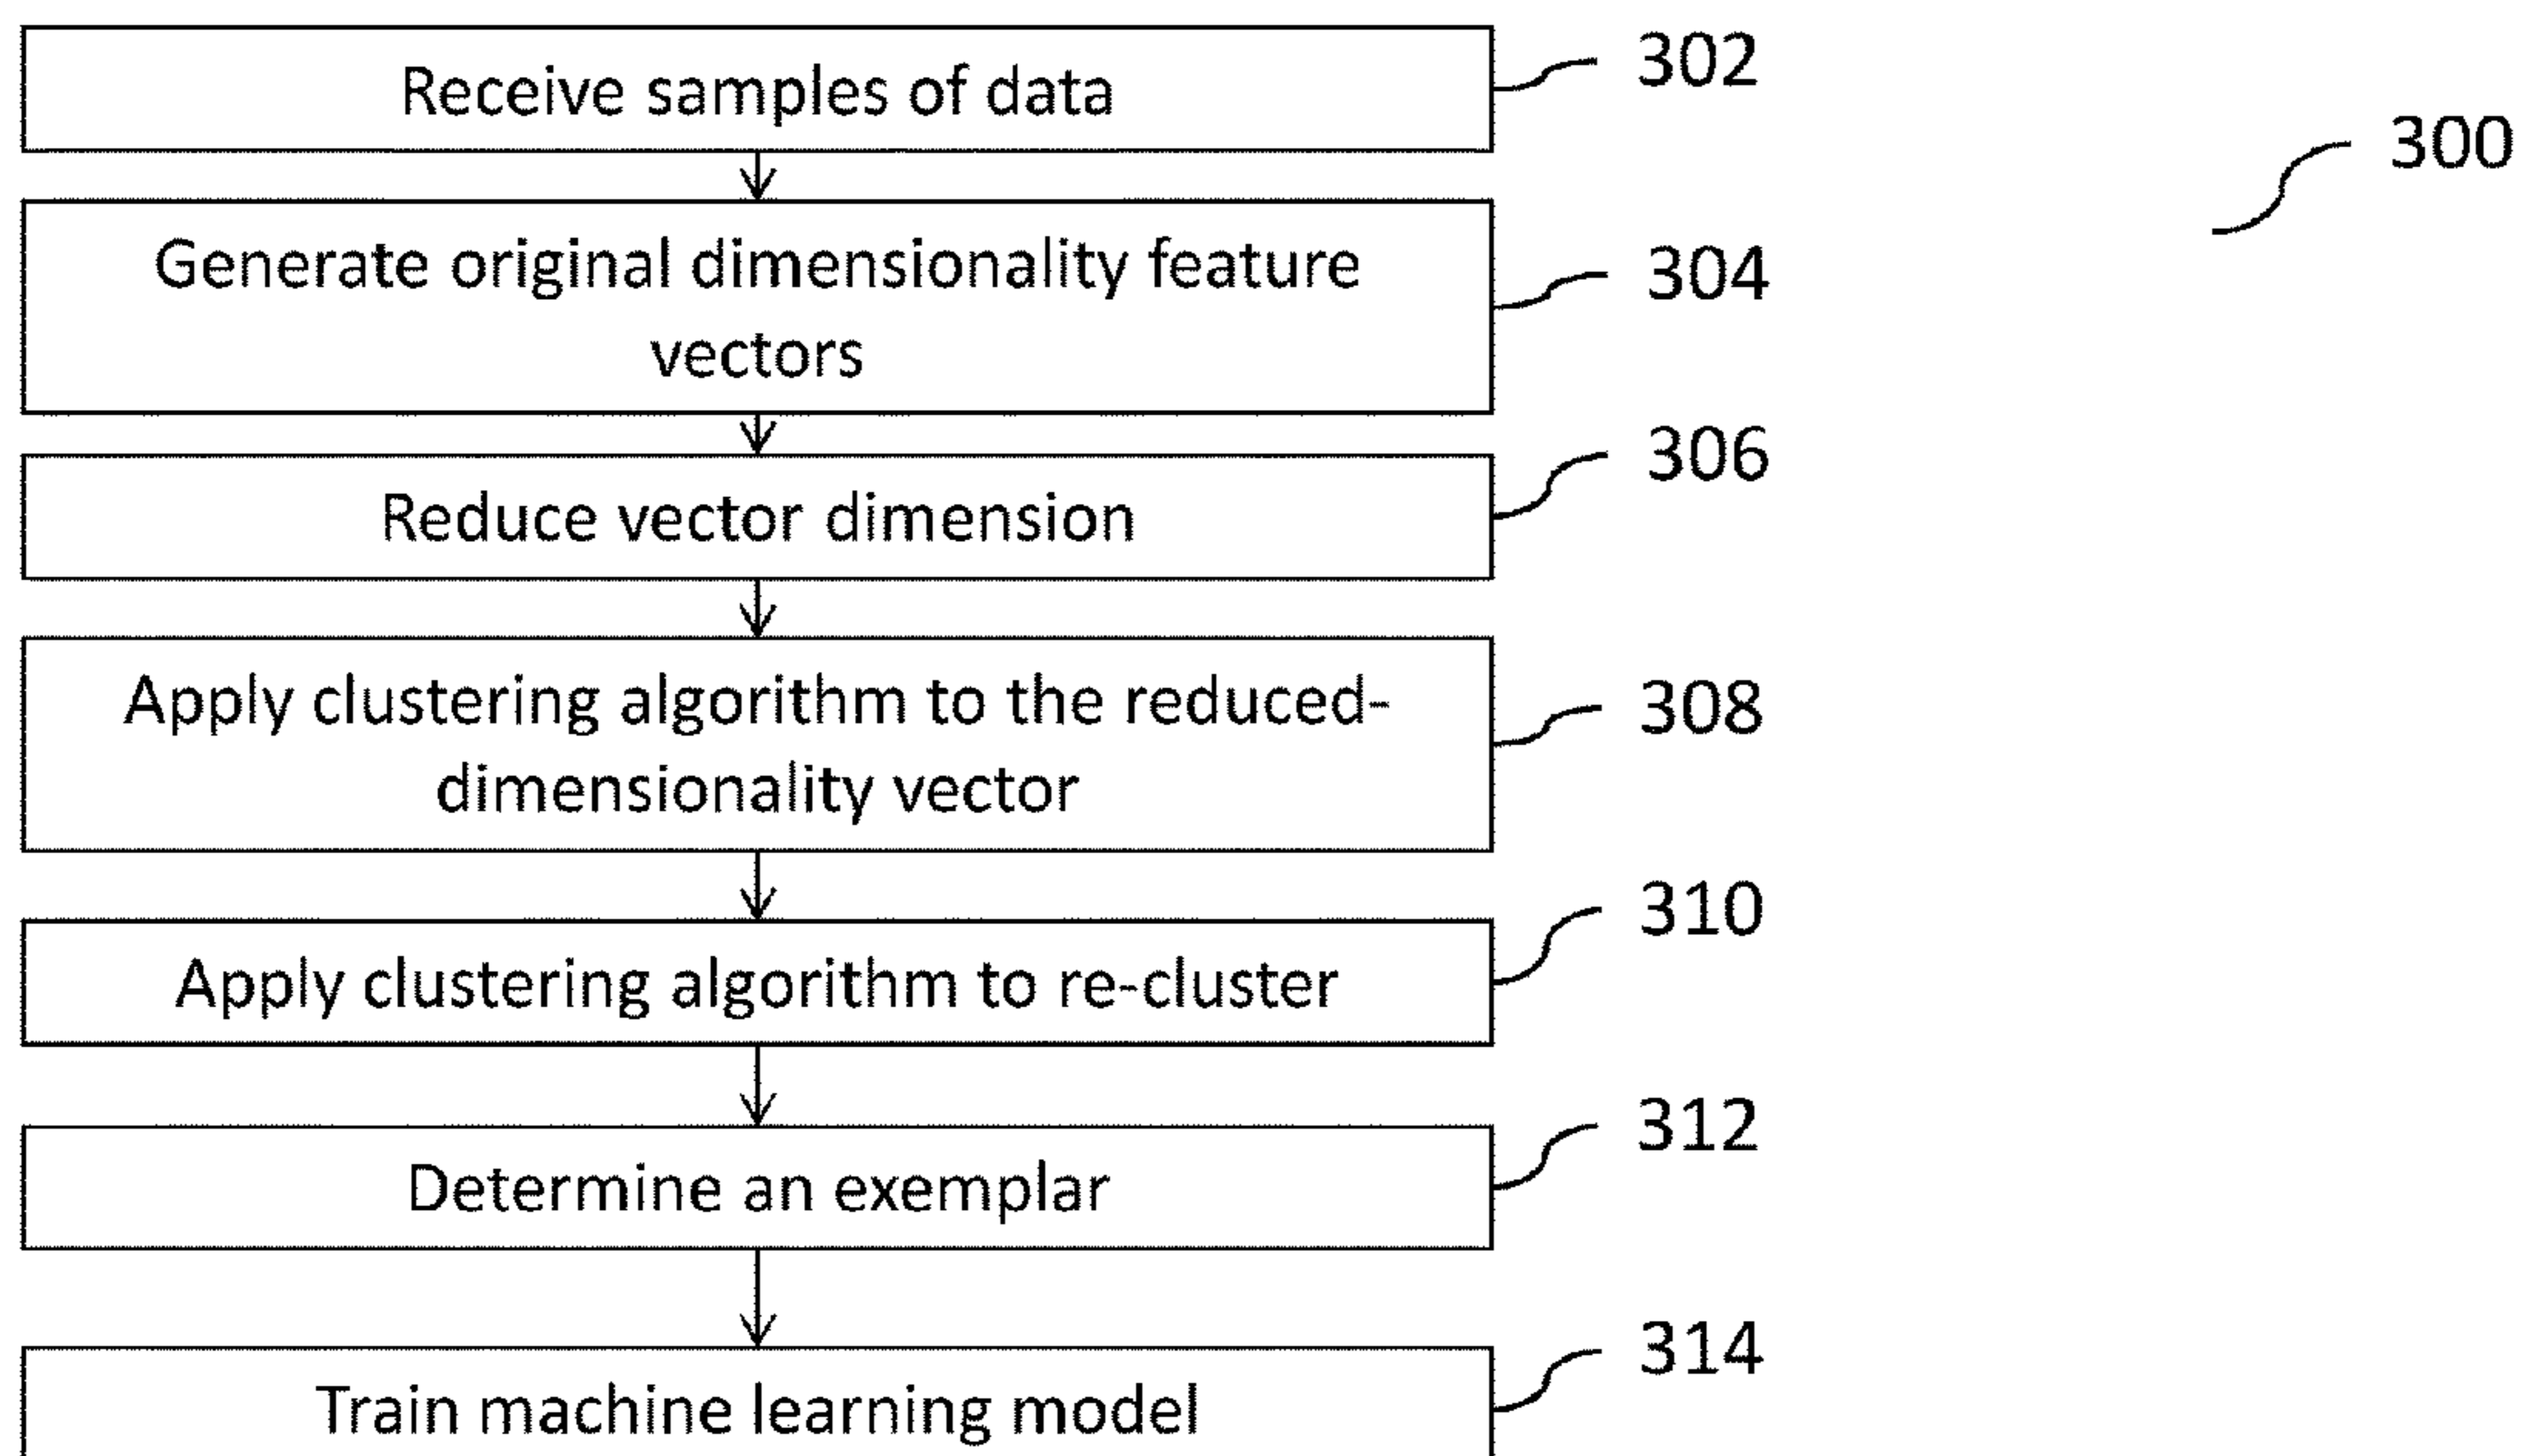 Receive samples of data
302
300
Generate original dimensionality feature
vectors
304
306
Reduce vector dimension
Apply clustering algorithm to the reduced-
dimensionality vector
308
310
Apply clustering algorithm to re-cluster
312
Determine an exemplar
314
Train machine learning model